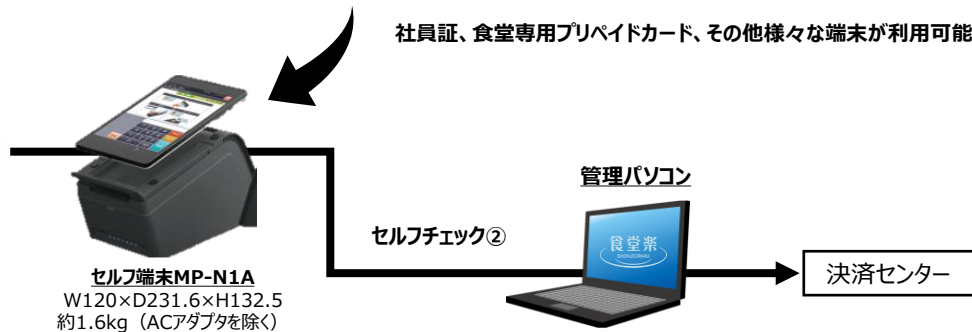 社員証、食堂専用プリペイドカード、その他様々な端末が利用可能
管理パソコン
セルフチェック②
食堂楽
決済センター
セルフ端末MP-N1A
W120×D231.6×H132.5
約1.6kg（ACアダプタを除く）